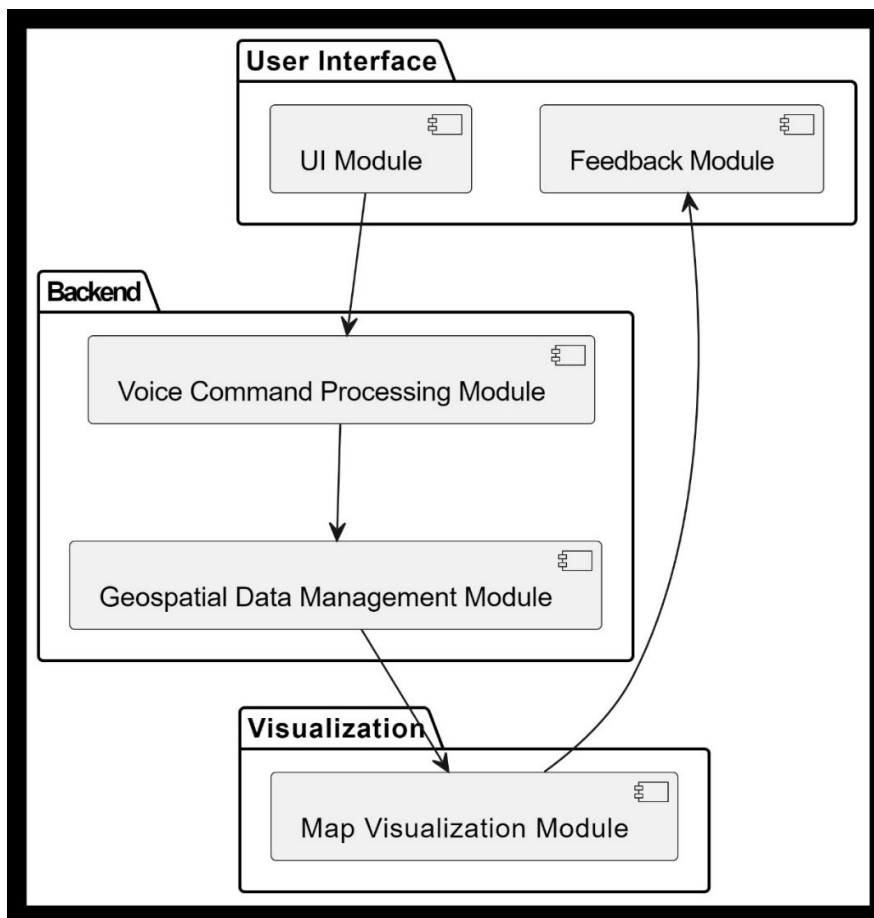 User Interface
UI Module
Feedback Module
Backend
Voice Command Processing Module
Geospatial Data Management Module
Visualization
Map Visualization Module